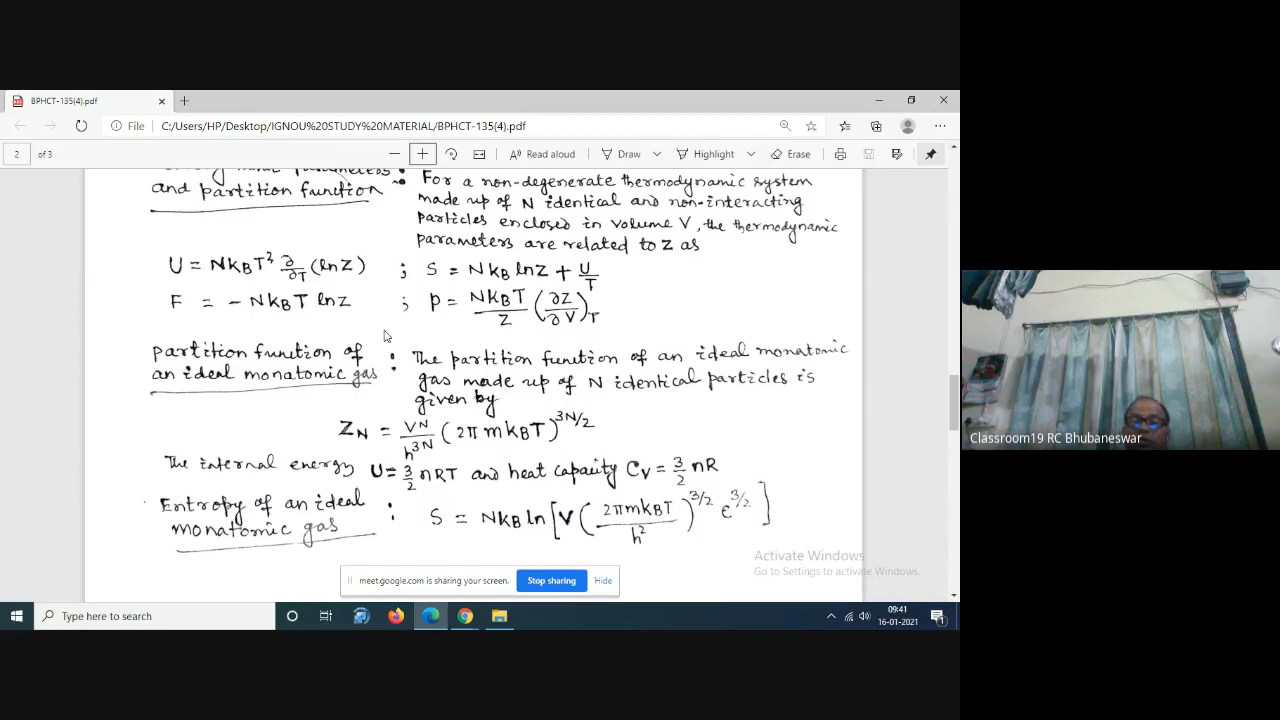 BPHCT-135(4).pdf
File C:/Users/HP/Desktop/IGNOU%20STUDY%20MATERIAL/BPHCT-135(4).pdf
2 of 3 Read aloud Draw Highlight Erase
and partition function : For a non-degenerate thermodynamic system
made up of N identical and non-interacting
particles enclosed in volume V, the thermodynamic
parameters are related to Z as
U = NkBT² ∂/∂T (lnZ) ; S = NkB lnZ + U/T
F = - NkBT lnZ ; p = NkBT/Z (∂Z/∂V)T
partition function of
an ideal monatomic gas : The partition function of an ideal monatomic
gas made up of N identical particles is
given by
ZN = VN/h3N (2πmkBT)3N/2
The internal energy U = 3/2 nRT and heat capacity CV = 3/2 nR
Entropy of an ideal
monatomic gas : S = NkB ln [V (2πmkBT/h²)3/2 e3/2]
Activate Windows
Go to Settings to activate Windows.
meet.google.com is sharing your screen. Stop sharing Hide
Type here to search
09:41
16-01-2021
Classroom19 RC Bhubaneswar